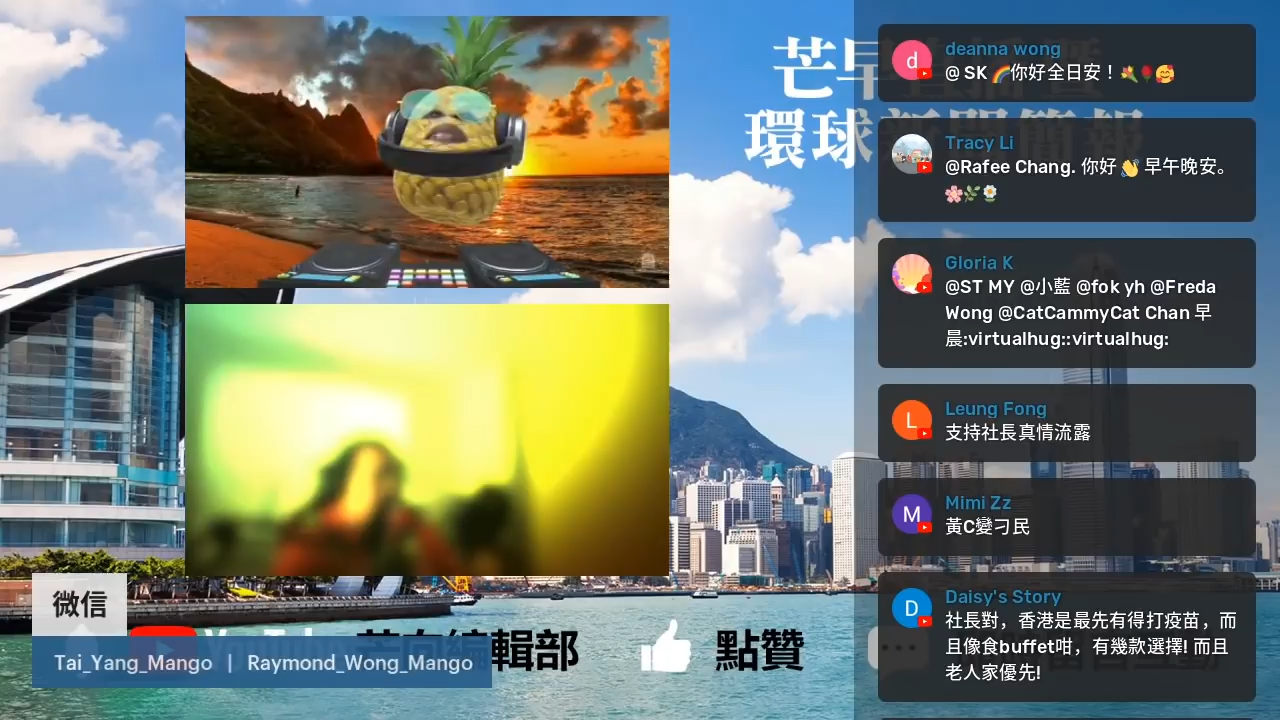 芒早
環球
deanna wong
@ SK 🌈你好全日安！💐🌹🥰
Tracy Li
@Rafee Chang. 你好 👋 早午晚安。
🌸🌿🌼
Gloria K
@ST MY @小藍 @fok yh @Freda
Wong @CatCammyCat Chan 早
晨:virtualhug::virtualhug:
Leung Fong
支持社長真情流露
Mimi Zz
黃C變刁民
Daisy's Story
社長對，香港是最先有得打疫苗，而
且像食buffet咁，有幾款選擇! 而且
老人家優先!
微信
Tai_Yang_Mango | Raymond_Wong_Mango
輯部
點贊